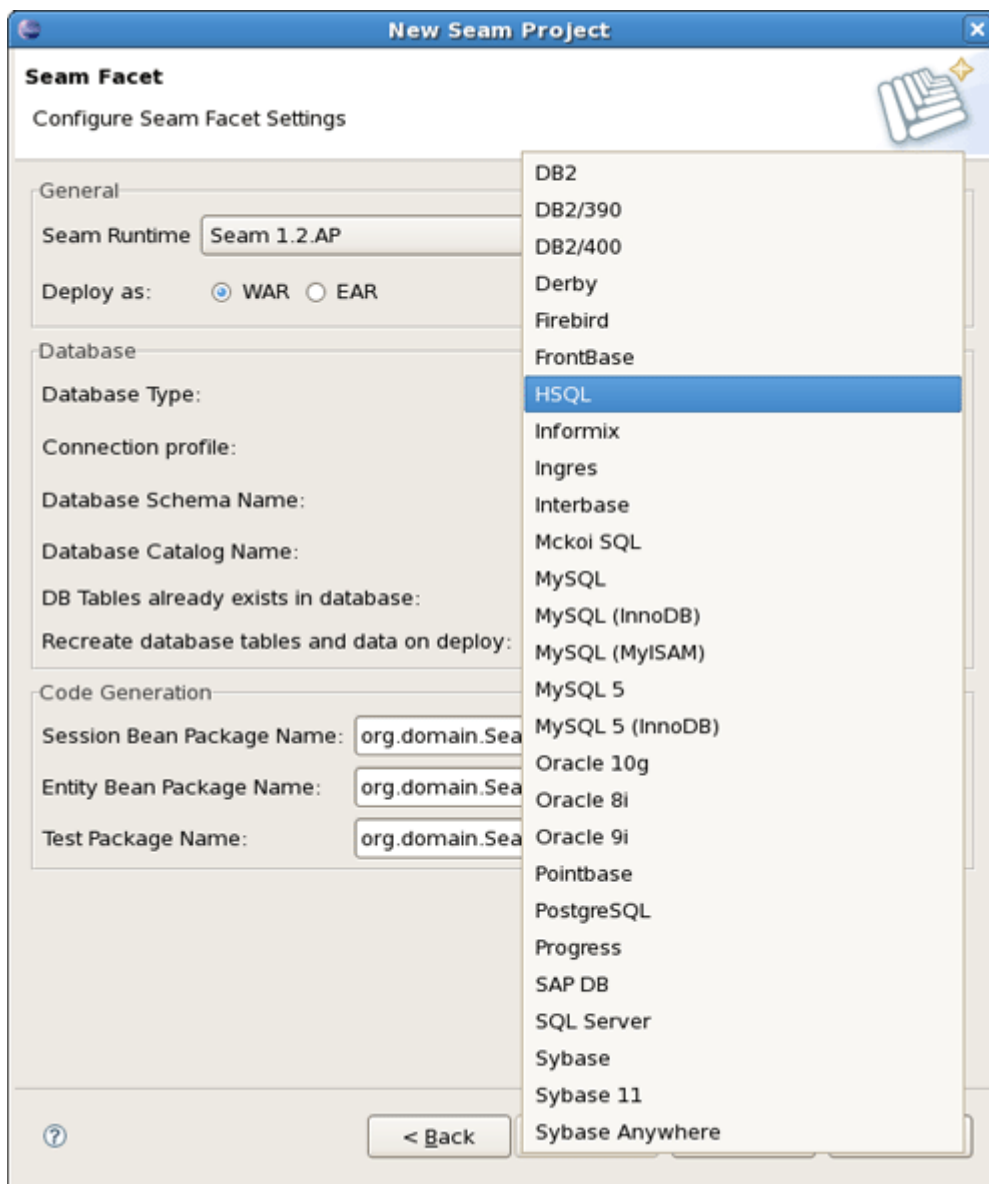 New Seam Project
Seam Facet
Configure Seam Facet Settings
General
Seam Runtime Seam 1.2.AP
Deploy as: WAR EAR
Database
Database Type:
Connection profile:
Database Schema Name:
Database Catalog Name:
DB Tables already exists in database:
Recreate database tables and data on deploy:
Code Generation
Session Bean Package Name: org.domain.Sea
Entity Bean Package Name: org.domain.Sea
Test Package Name: org.domain.Sea
DB2
DB2/390
DB2/400
Derby
Firebird
FrontBase
HSQL
Informix
Ingres
Interbase
Mckoi SQL
MySQL
MySQL (InnoDB)
MySQL (MyISAM)
MySQL 5
MySQL 5 (InnoDB)
Oracle 10g
Oracle 8i
Oracle 9i
Pointbase
PostgreSQL
Progress
SAP DB
SQL Server
Sybase
Sybase 11
Sybase Anywhere
? < Back